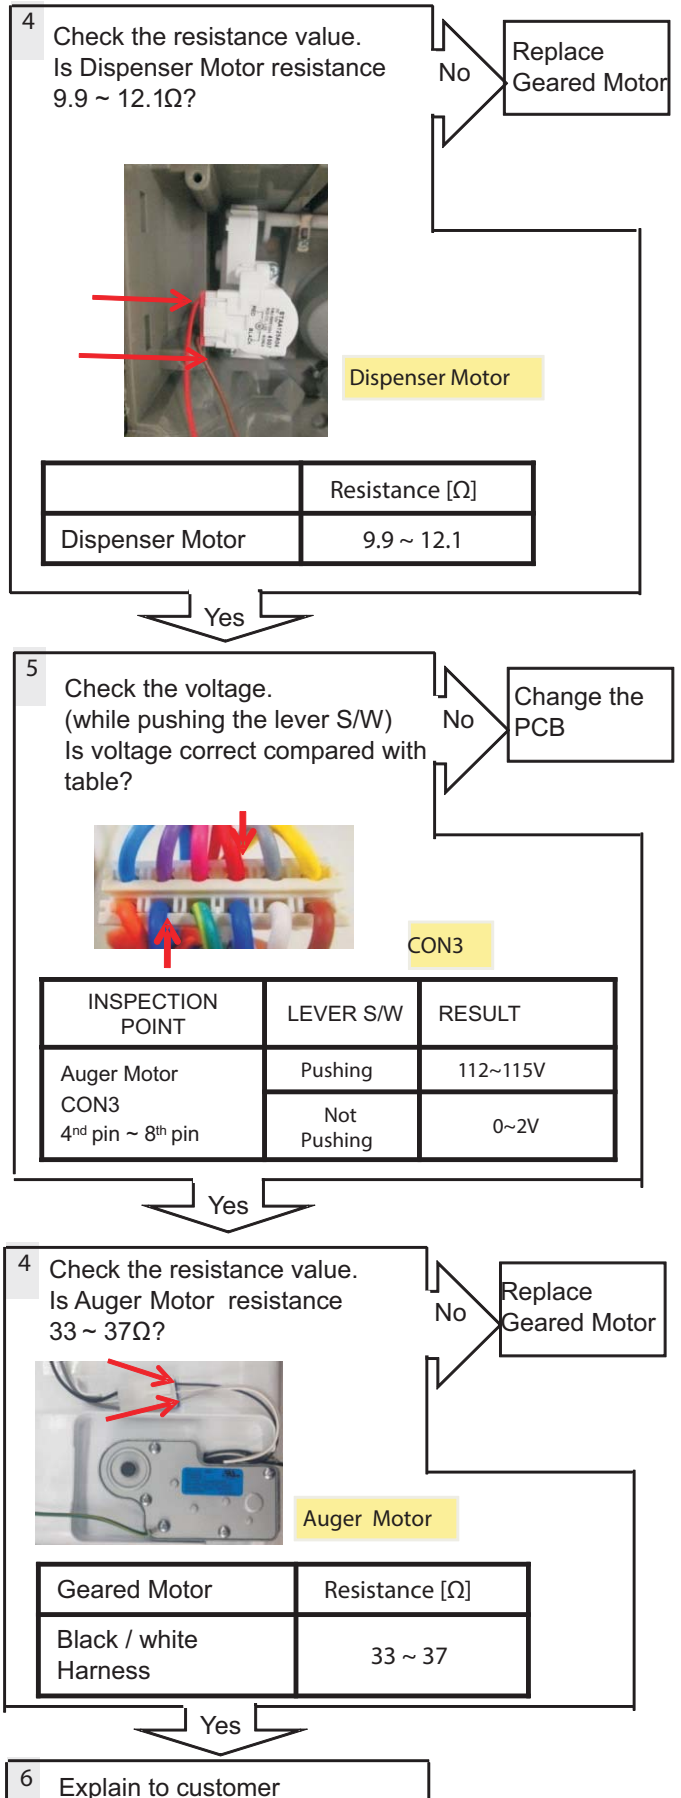 4
Check the resistance value.
Is Dispenser Motor resistance
9.9 ~ 12.1Ω?
No
Replace
Geared Motor
RED
BLACK
Dispenser Motor
Resistance [Ω]
Dispenser Motor
9.9 ~ 12.1
Yes
5
Check the voltage.
(while pushing the lever S/W)
Is voltage correct compared with
table?
No
Change the
PCB
CON3
INSPECTION
POINT
LEVER S/W
RESULT
Auger Motor
CON3
4nd pin ~ 8th pin
Pushing
112~115V
Not
Pushing
0~2V
Yes
4
Check the resistance value.
Is Auger Motor resistance
33 ~ 37Ω?
No
Replace
Geared Motor
Auger Motor
Geared Motor
Resistance [Ω]
Black / white
Harness
33 ~ 37
Yes
6
Explain to customer